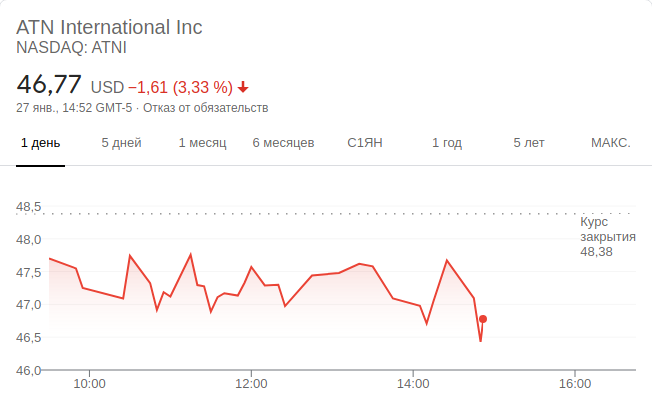 ATN International Inc
NASDAQ: ATNI
46,77 USD −1,61 (3,33 %)
27 янв., 14:52 GMT-5 · Отказ от обязательств
1 день 5 дней 1 месяц 6 месяцев С1ЯН 1 год 5 лет МАКС.
48,5
Курс
закрытия
48,38
48,0
47,5
47,0
46,5
46,0
10:00 12:00 14:00 16:00